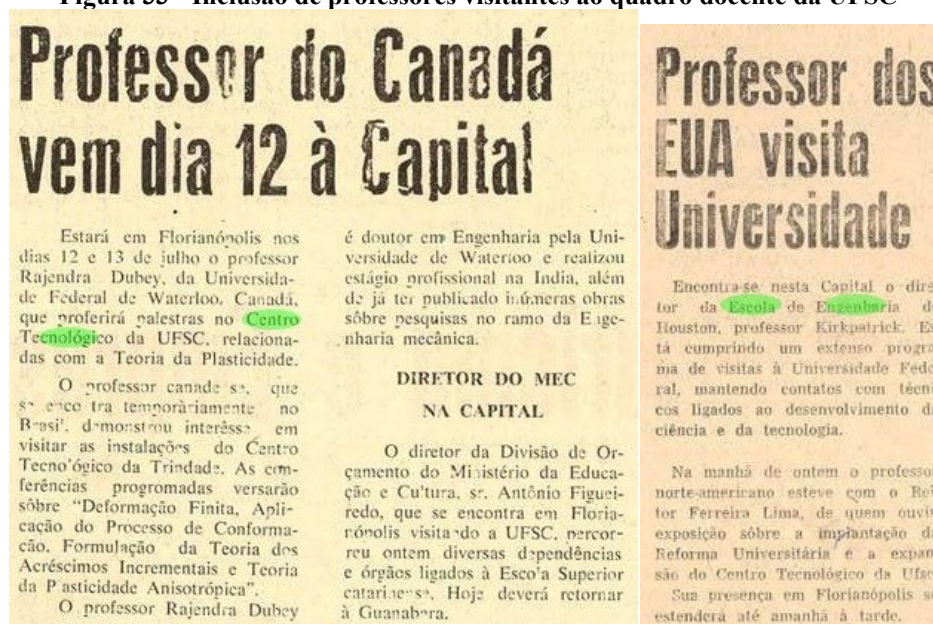 Figura 33 - Inclusão de professores visitantes ao quadro docente da UFSC
Professor do Canadá
vem dia 12 à Capital
Estará em Florianópolis nos
dias 12 e 13 de julho o professor
Rajendra Dubey, da Universida-
de Federal de Waterloo, Canadá,
que proferirá palestras no Centro
Tecnológico da UFSC, relaciona-
das com a Teoria da Plasticidade.
O professor canadense, que
se encontra temporàriamente no
Brasil, demonstrou interêsse em
visitar as instalações do Centro
Tecnológico da Trindade. As con-
ferências programadas versarão
sôbre "Deformação Finita, Apli-
cação do Processo de Conforma-
ção, Formulação da Teoria dos
Acréscimos Incrementais e Teoria
da Plasticidade Anisotrópica".
O professor Rajendra Dubey
é doutor em Engenharia pela Uni-
versidade de Waterloo e realizou
estágio profissional na India, além
de já ter publicado inúmeras obras
sôbre pesquisas no ramo da Enge-
nharia mecânica.
DIRETOR DO MEC
NA CAPITAL
O diretor da Divisão de Or-
çamento do Ministério da Educa-
ção e Cultura, sr. Antônio Figuei-
redo, que se encontra em Floria-
nópolis visitando a UFSC, percor-
reu ontem diversas dependências
e órgãos ligados à Escola Superior
catarinense. Hoje deverá retornar
à Guanabara.
Professor dos
EUA visita
Universidade
Encontra-se nesta Capital o dire
tor da Escola de Engenharia d
Houston, professor Kirkpatrick. Es
tá cumprindo um extenso progra
ma de visitas à Universidade Fede
ral, mantendo contatos com técni
cos ligados ao desenvolvimento d
ciência e da tecnologia.
Na manhã de ontem o professor
norte-americano esteve com o Rei
tor Ferreira Lima, de quem ouviu
exposição sôbre a implantação d
Reforma Universitária e a expan
são do Centro Tecnológico da Ufsc
Sua presença em Florianópolis se
estenderá até amanhã à tarde.